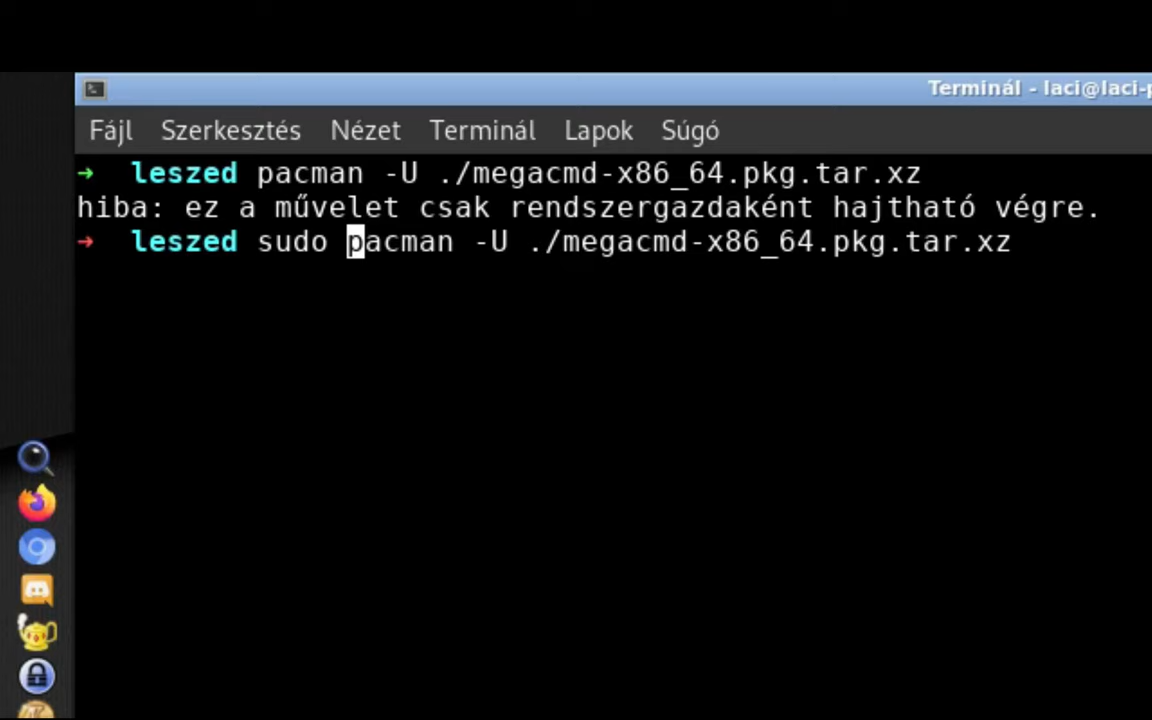 Terminál - laci@laci-p
Fájl Szerkesztés Nézet Terminál Lapok Súgó
➜ leszed pacman -U ./megacmd-x86_64.pkg.tar.xz
hiba: ez a művelet csak rendszergazdaként hajtható végre.
➜ leszed sudo pacman -U ./megacmd-x86_64.pkg.tar.xz